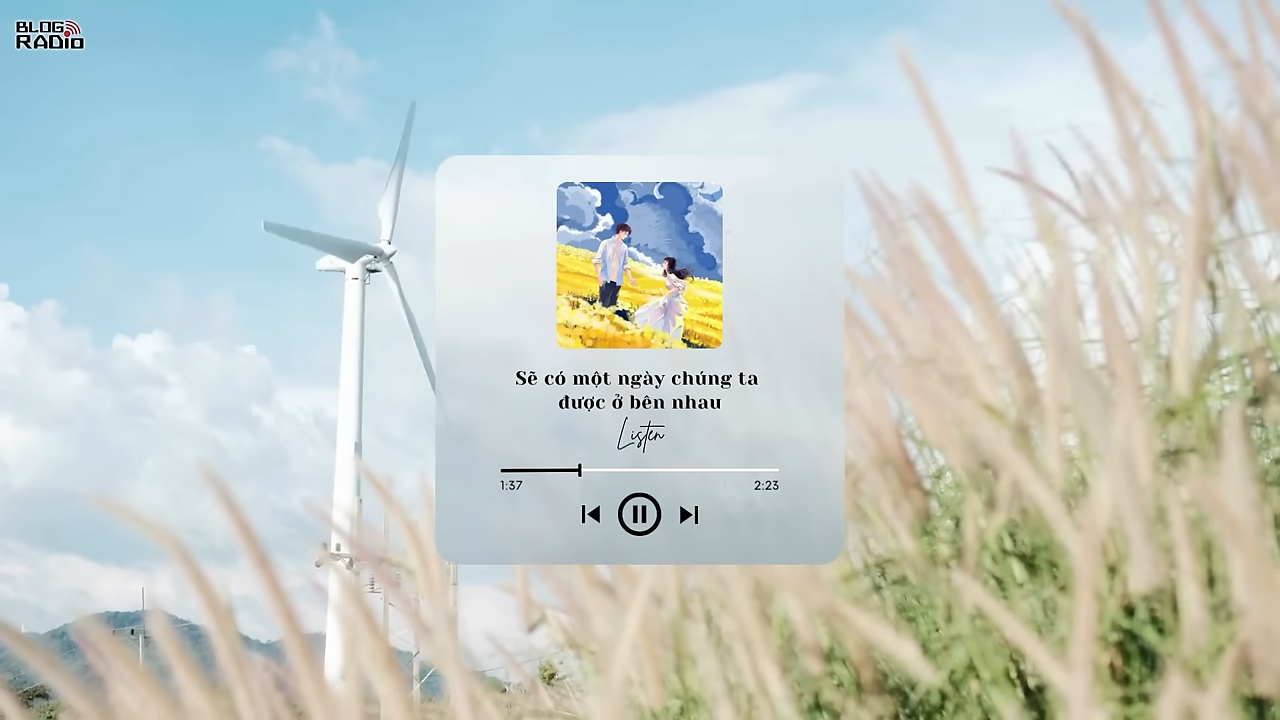 BLOG
RADIO
Sẽ có một ngày chúng ta
được ở bên nhau
Listen
1:37 2:23